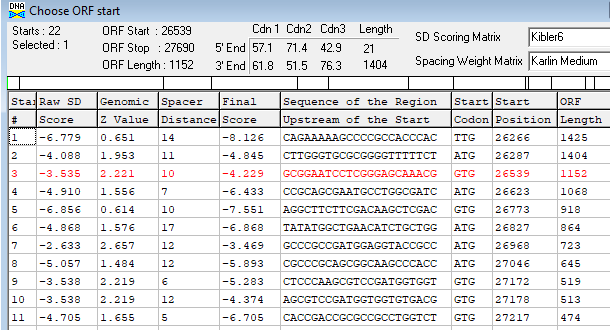 DNA Choose ORF start
Starts : 22 ORF Start : 26539 Cdn 1 Cdn2 Cdn3 Length SD Scoring Matrix Kibler6
Selected : 1 ORF Stop : 27690 5' End 57.1 71.4 42.9 21
ORF Length : 1152 3' End 61.8 51.5 76.3 1404 Spacing Weight Matrix Karlin Medium
Star Raw SD Genomic Spacer Final Sequence of the Region Start Start ORF
# Score Z Value Distance Score Upstream of the Start Codon Position Length
1 -6.779 0.651 14 -8.126 CAGAAAAAGCCCCGCCACCCAC TTG 26266 1425
2 -4.088 1.953 11 -4.845 CTTGGGTGCGCGGGGTTTTTCT ATG 26287 1404
3 -3.535 2.221 10 -4.229 GCGGAATCCTCGGGAGCAAACG GTG 26539 1152
4 -4.910 1.556 7 -6.433 CCGCAGCGAATGCCTGGCGATC ATG 26623 1068
5 -6.856 0.614 10 -7.551 AGGCTTCTTCGACAAGCTCGAC GTG 26773 918
6 -4.868 1.576 17 -6.868 TATATGGCTGAACATCTGCTGG ATG 26827 864
7 -2.633 2.657 12 -3.469 GCCCGCCGATGGAGGTACCGCC ATG 26968 723
8 -5.057 1.484 12 -5.893 CGCCCGCAGCGGCAAGCCCACC ATG 27046 645
9 -3.538 2.219 6 -5.283 CTCCCAAGCGTCCGATGGTGGT GTG 27172 519
10 -3.538 2.219 12 -4.374 AGCGTCCGATGGTGGTGTGACG GTG 27178 513
11 -4.705 1.655 5 -6.705 CACCGACCGCGCCGCCTGGTCT GTG 27217 474